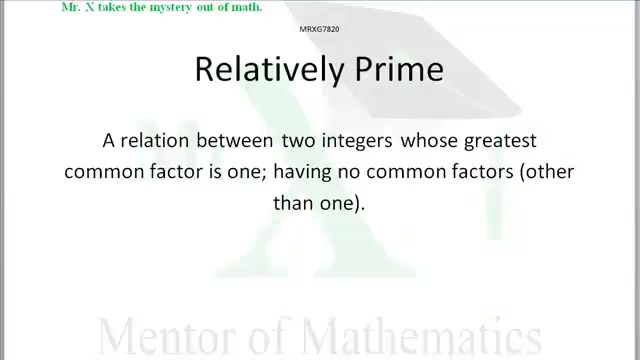 Mr. X takes the mystery out of math.
MRXG7820
Relatively Prime
A relation between two integers whose greatest
common factor is one; having no common factors (other
than one).
Mentor of Mathematics